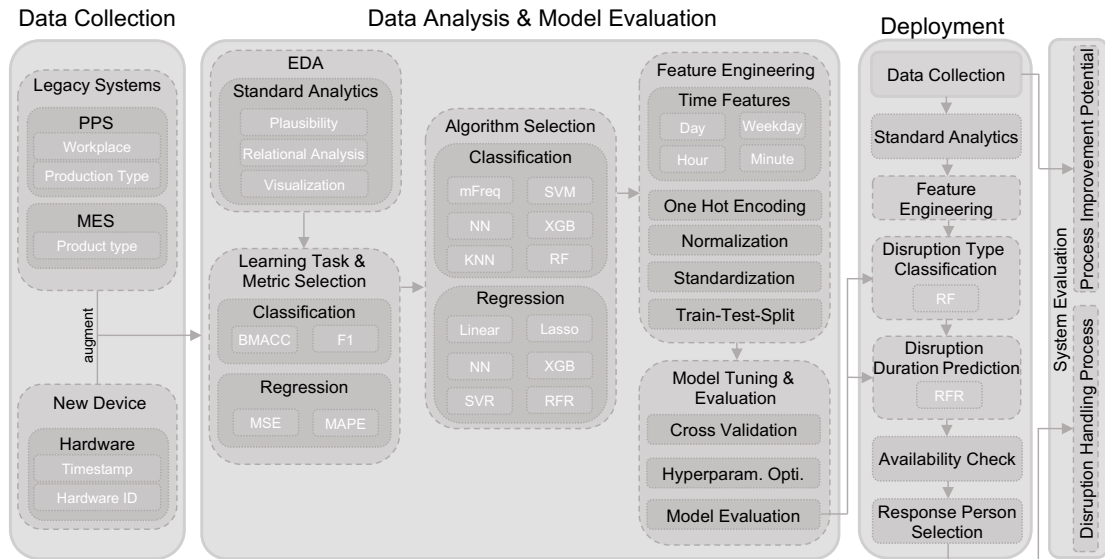 Data Collection
Legacy Systems
PPS
Workplace
Production Type
MES
Product type
augment
New Device
Hardware
Timestamp
Hardware ID
Data Analysis & Model Evaluation
EDA
Standard Analytics
Plausibility
Relational Analysis
Visualization
Learning Task &
Metric Selection
Classification
BMACC
F1
Regression
MSE
MAPE
Algorithm Selection
Classification
mFreq
SVM
NN
XGB
KNN
RF
Regression
Linear
Lasso
NN
XGB
SVR
RFR
Feature Engineering
Time Features
Day
Weekday
Hour
Minute
One Hot Encoding
Normalization
Standardization
Train-Test-Split
Model Tuning &
Evaluation
Cross Validation
Hyperparam. Opti.
Model Evaluation
Deployment
Data Collection
Standard Analytics
Feature
Engineering
Disruption Type
Classification
RF
Disruption
Duration Prediction
RFR
Availability Check
Response Person
Selection
System Evaluation
Process Improvement Potential
Disruption Handling Process